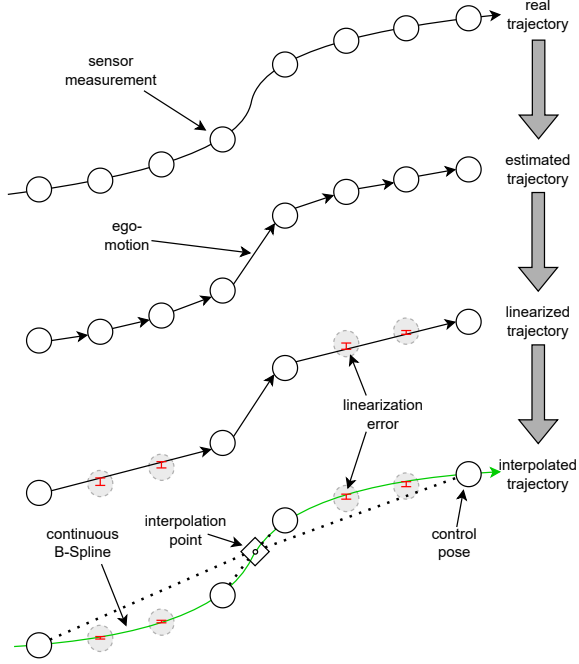 real
trajectory
sensor
measurement
estimated
trajectory
ego-
motion
linearized
trajectory
linearization
error
interpolated
trajectory
interpolation
point
continuous
B-Spline
control
pose